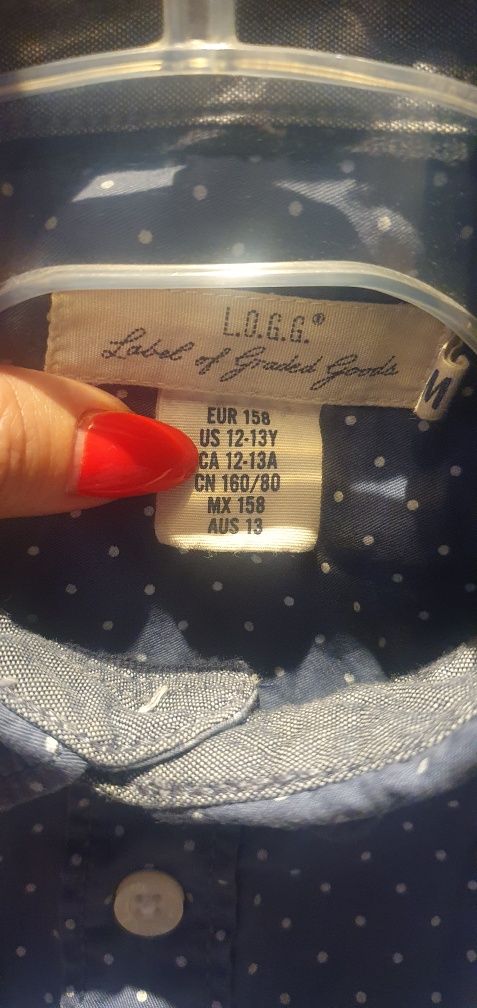 L.O.G.G.®
Label of Graded Goods
M
EUR 158
US 12-13Y
CA 12-13A
CN 160/80
MX 158
AUS 13